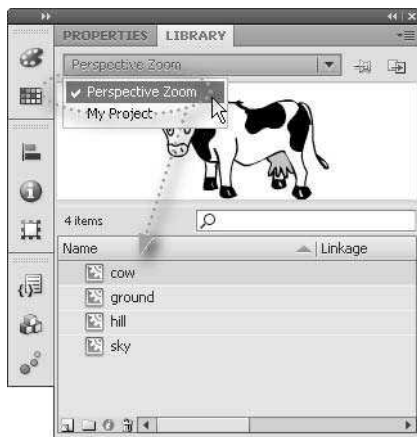 PROPERTIES LIBRARY
Perspective Zoom
Perspective Zoom
My Project
4 items
Name Linkage
cow
ground
hill
sky